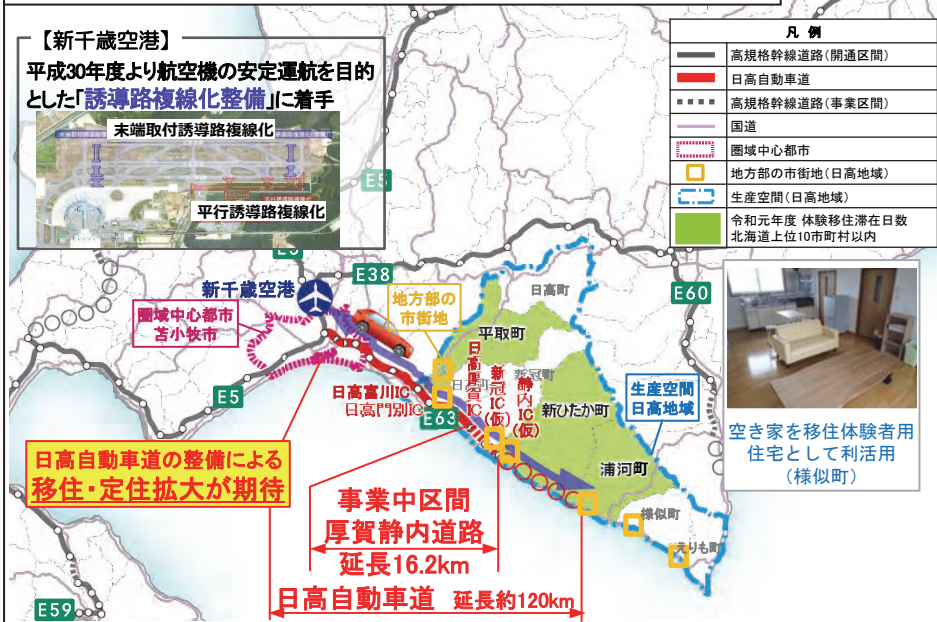 【新千歳空港】
平成30年度より航空機の安定運航を目的
とした「誘導路複線化整備」に着手
末端取付誘導路複線化
平行誘導路複線化
凡 例
高規格幹線道路(開通区間)
日高自動車道
高規格幹線道路(事業区間)
国道
圏域中心都市
地方部の市街地(日高地域)
生産空間(日高地域)
令和元年度 体験移住滞在日数
北海道上位10市町村以内
E5
E38
E60
新千歳空港
圏域中心都市
苫小牧市
地方部の
市街地
日高町
平取町
新冠町
新ひたか町
浦河町
様似町
えりも町
生産空間
日高地域
日高富川IC
日高門別IC
日高厚賀IC
新冠IC(仮)
静内IC(仮)
E5
E63
日高自動車道の整備による
移住・定住拡大が期待
事業中区間
厚賀静内道路
延長16.2km
日高自動車道 延長約120km
E59
空き家を移住体験者用
住宅として利活用
(様似町)